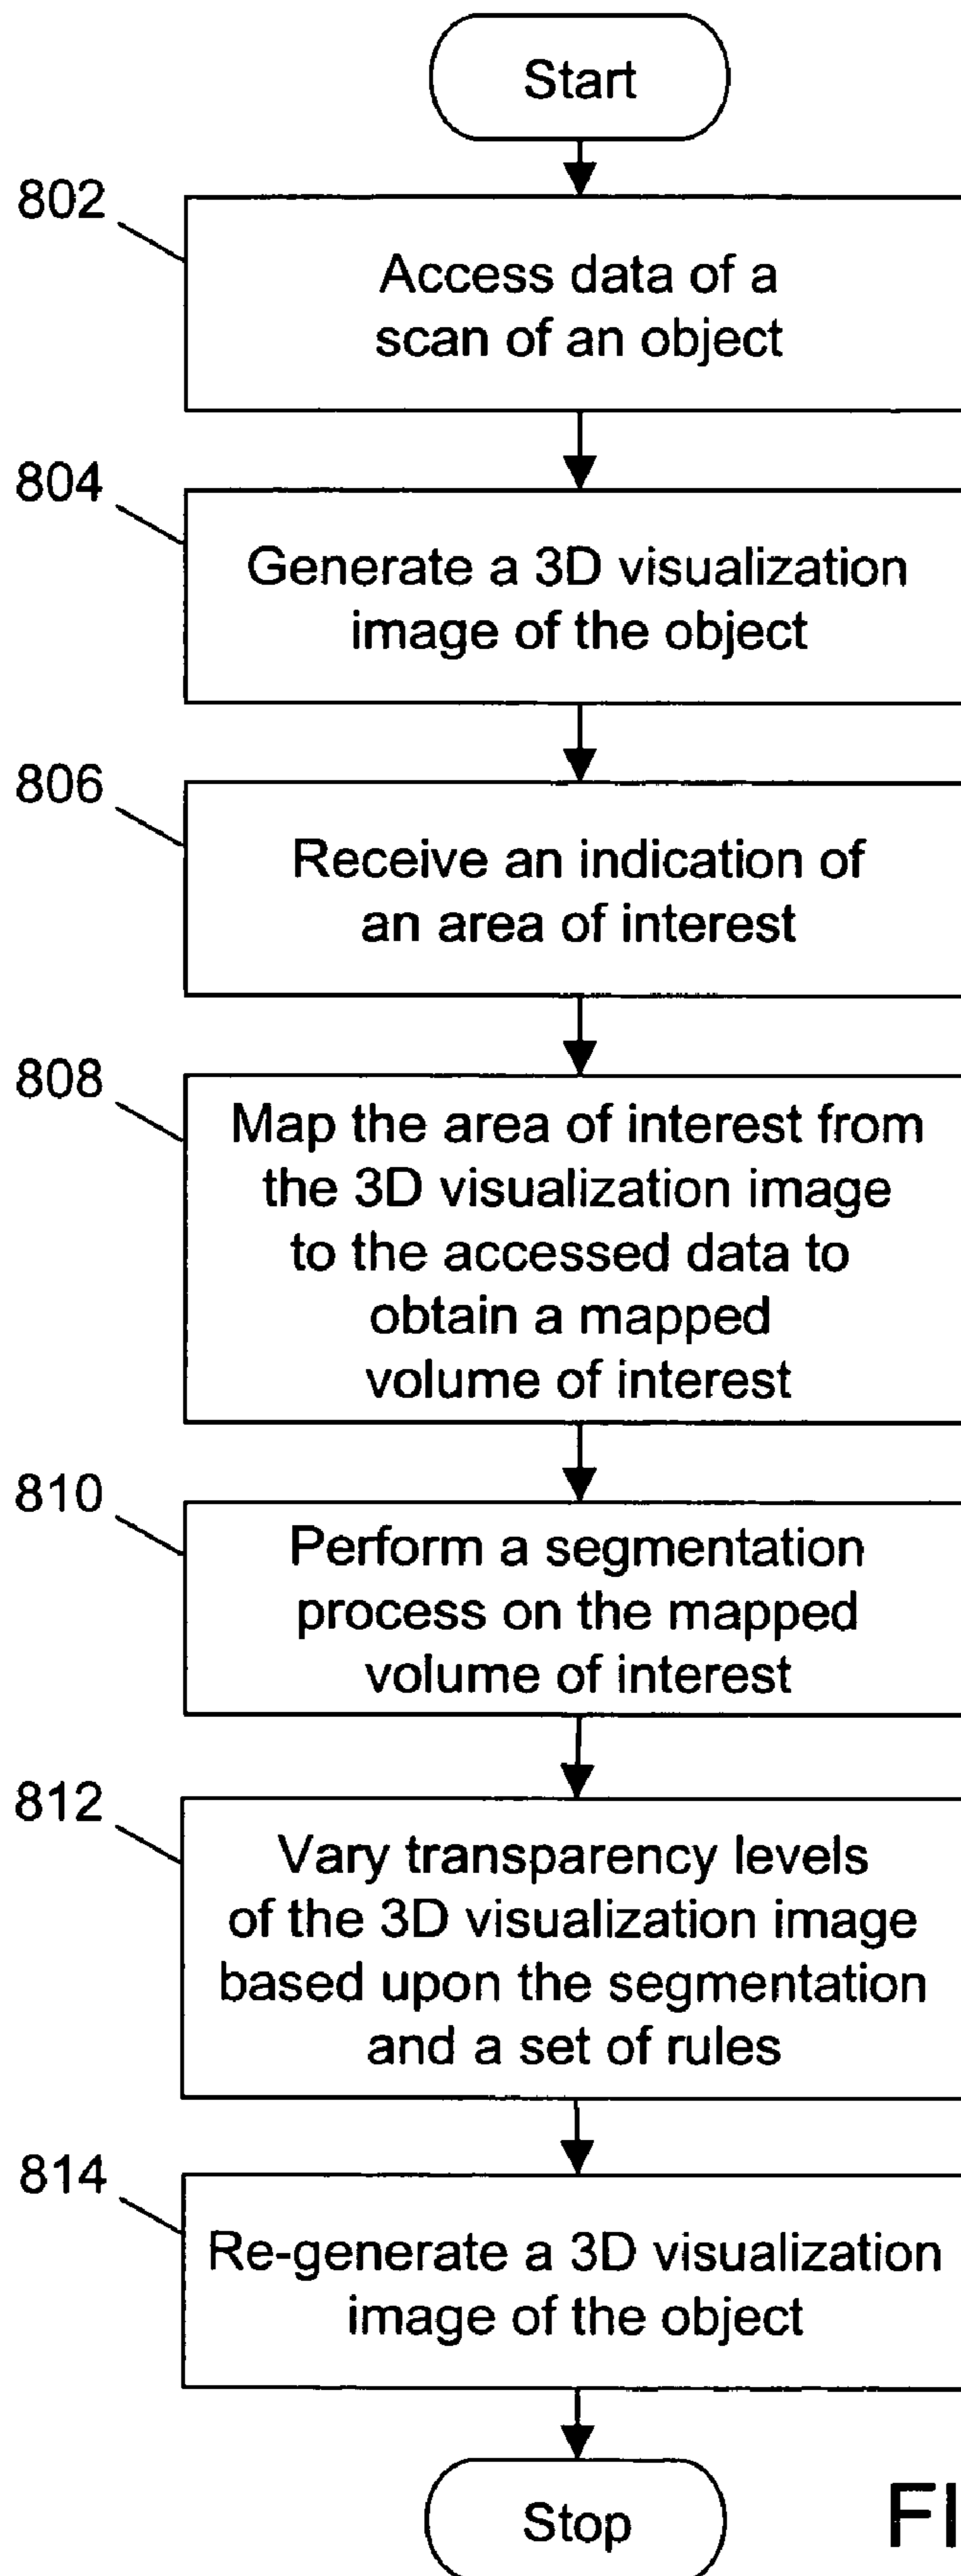 Start
802
Access data of a
scan of an object
804
Generate a 3D visualization
image of the object
806
Receive an indication of
an area of interest
808
Map the area of interest from
the 3D visualization image
to the accessed data to
obtain a mapped
volume of interest
810
Perform a segmentation
process on the mapped
volume of interest
812
Vary transparency levels
of the 3D visualization image
based upon the segmentation
and a set of rules
814
Re-generate a 3D visualization
image of the object
Stop